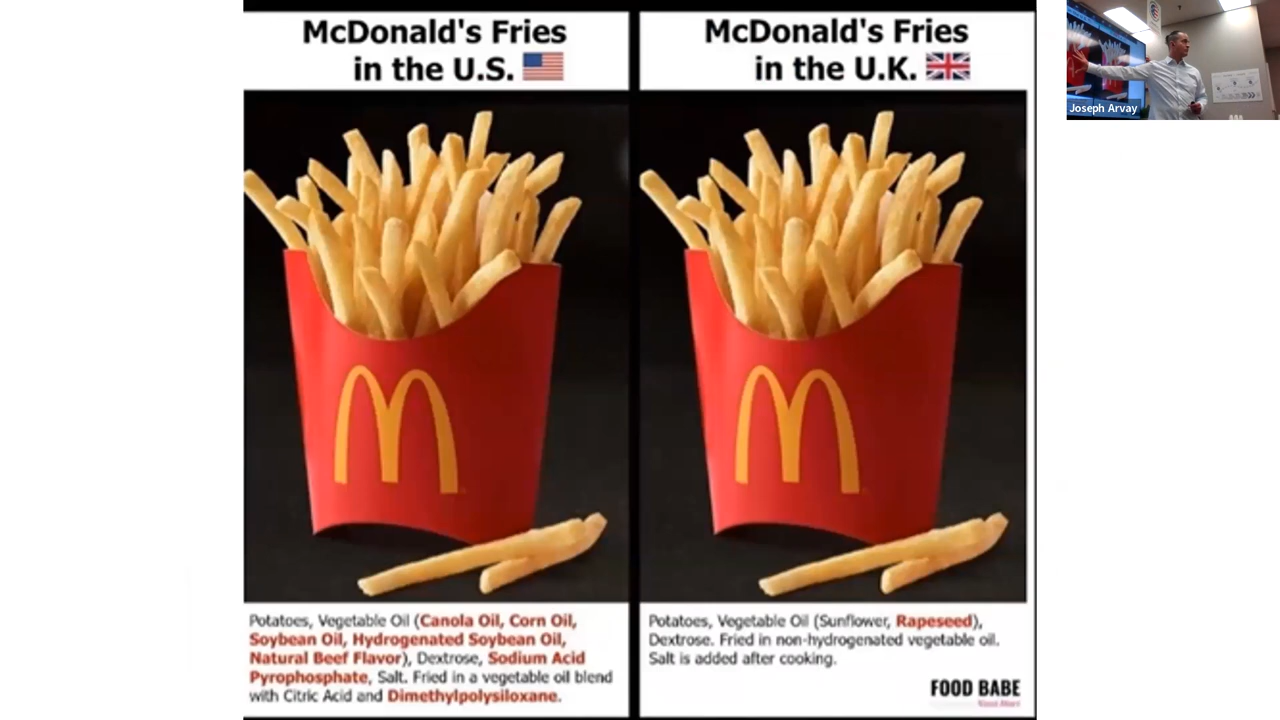 McDonald's Fries
in the U.S.
McDonald's Fries
in the U.K.
Joseph Arvay
Potatoes, Vegetable Oil (Canola Oil, Corn Oil,
Soybean Oil, Hydrogenated Soybean Oil,
Natural Beef Flavor), Dextrose, Sodium Acid
Pyrophosphate, Salt. Fried in a vegetable oil blend
with Citric Acid and Dimethylpolysiloxane.
Potatoes, Vegetable Oil (Sunflower, Rapeseed),
Dextrose. Fried in non-hydrogenated vegetable oil.
Salt is added after cooking.
FOOD BABE